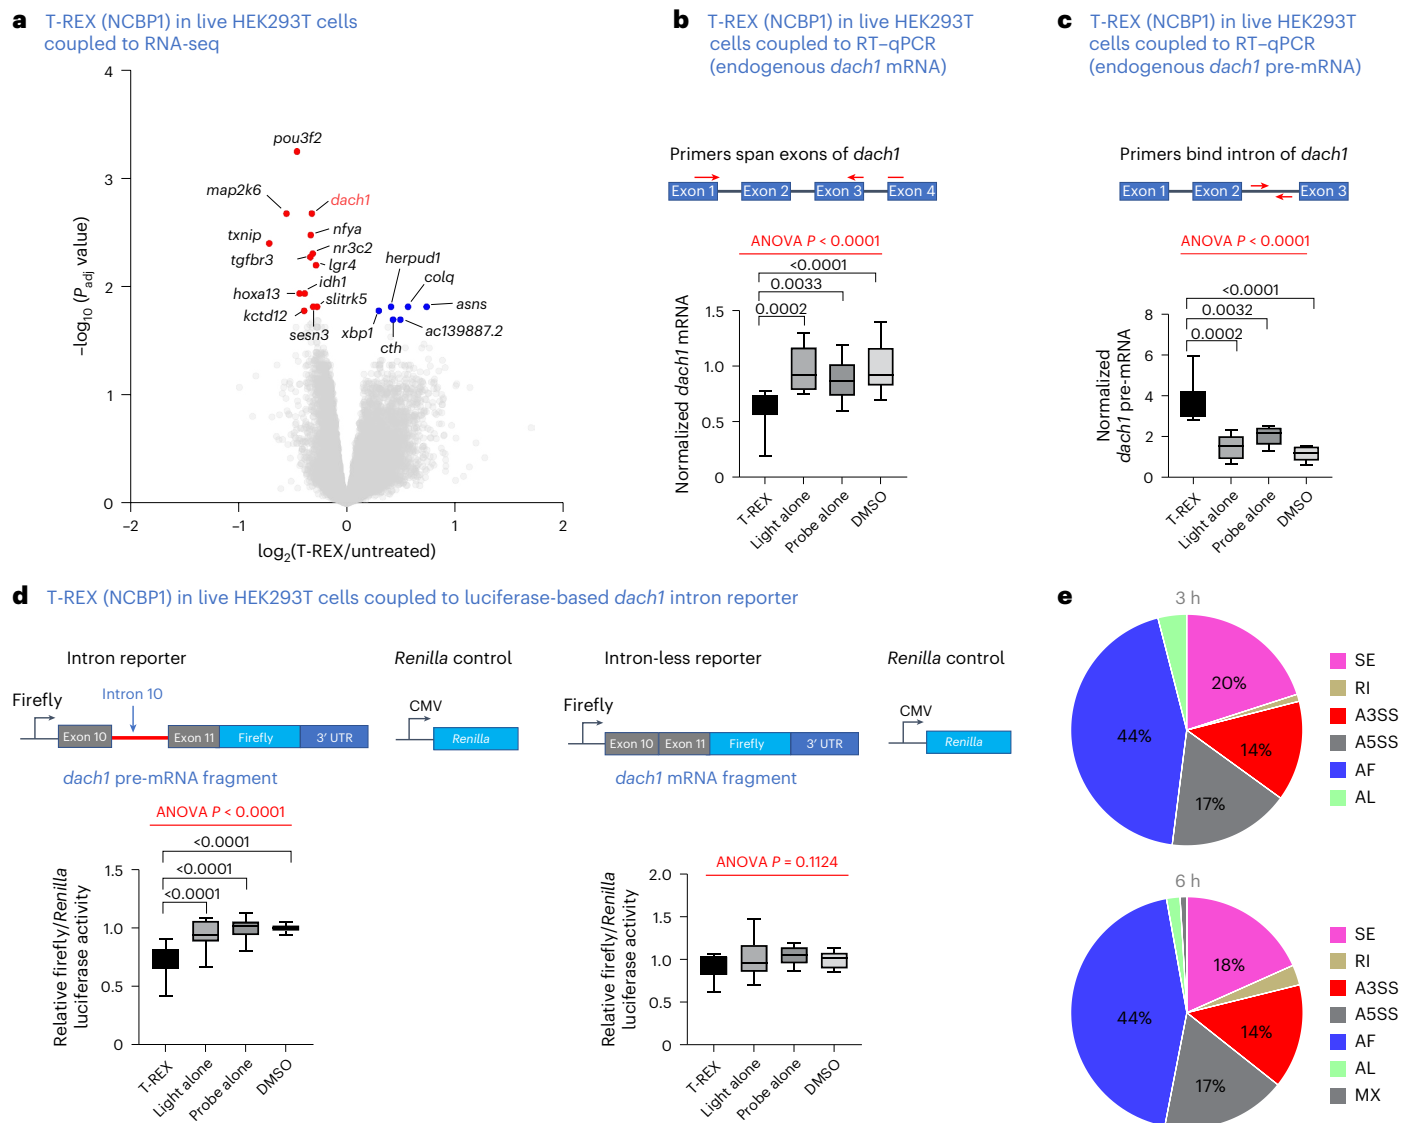 a
T-REX (NCBP1) in live HEK293T cells
coupled to RNA-seq
4
3
2
1
0
−2
−1
0
1
2
−log10 (Padj value)
log2(T-REX/untreated)
pou3f2
map2k6
dach1
txnip
nfya
nr3c2
tgfbr3
lgr4
herpud1
colq
idh1
hoxa13
slitrk5
asns
kctd12
sesn3
xbp1
cth
ac139887.2
b
T-REX (NCBP1) in live HEK293T
cells coupled to RT–qPCR
(endogenous dach1 mRNA)
Primers span exons of dach1
Exon 1
Exon 2
Exon 3
Exon 4
ANOVA P < 0.0001
<0.0001
0.0033
0.0002
Normalized dach1 mRNA
1.5
1.0
0.5
0
T-REX
Light alone
Probe alone
DMSO
c
T-REX (NCBP1) in live HEK293T
cells coupled to RT–qPCR
(endogenous dach1 pre-mRNA)
Primers bind intron of dach1
Exon 1
Exon 2
Exon 3
ANOVA P < 0.0001
<0.0001
0.0032
0.0002
Normalized
dach1 pre-mRNA
8
6
4
2
0
T-REX
Light alone
Probe alone
DMSO
d
T-REX (NCBP1) in live HEK293T cells coupled to luciferase-based dach1 intron reporter
Intron reporter
Renilla control
Intron-less reporter
Renilla control
Firefly
Intron 10
Exon 10
Exon 11
Firefly
3′ UTR
dach1 pre-mRNA fragment
CMV
Renilla
Firefly
Exon 10
Exon 11
Firefly
3′ UTR
dach1 mRNA fragment
CMV
Renilla
ANOVA P < 0.0001
<0.0001
<0.0001
<0.0001
Relative firefly/Renilla
luciferase activity
1.5
1.0
0.5
0
T-REX
Light alone
Probe alone
DMSO
ANOVA P = 0.1124
Relative firefly/Renilla
luciferase activity
2.0
1.5
1.0
0.5
0
T-REX
Light alone
Probe alone
DMSO
e
3 h
20%
14%
17%
44%
SE
RI
A3SS
A5SS
AF
AL
6 h
18%
14%
17%
44%
SE
RI
A3SS
A5SS
AF
AL
MX